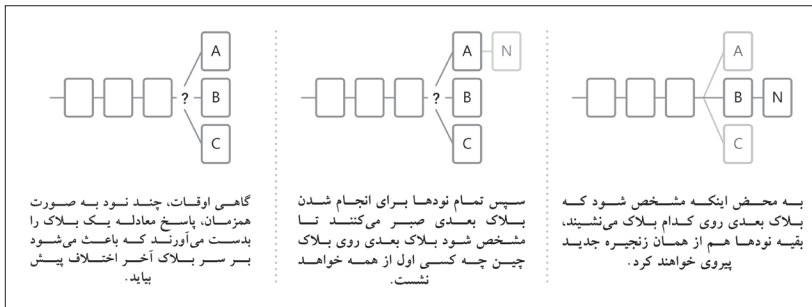 A
?
B
C
A
N
?
B
C
A
B
N
C
گاهی اوقات، چند نود به صورت
همزمان، پاسخ معادله یک بلاک را
بدست می‌آورند که باعث می‌شود
بر سر بلاک آخر اختلاف پیش
بیاید.
سپس تمام نودها برای انجام شدن
بلاک بعدی صبر می‌کنند تا
مشخص شود بلاک بعدی روی بلاک
چین چه کسی اول از همه خواهد
نشست.
به محض اینکه مشخص شود که
بلاک بعدی روی کدام بلاک می‌نشیند،
بقیه نودها هم از همان زنجیره جدید
پیروی خواهند کرد.